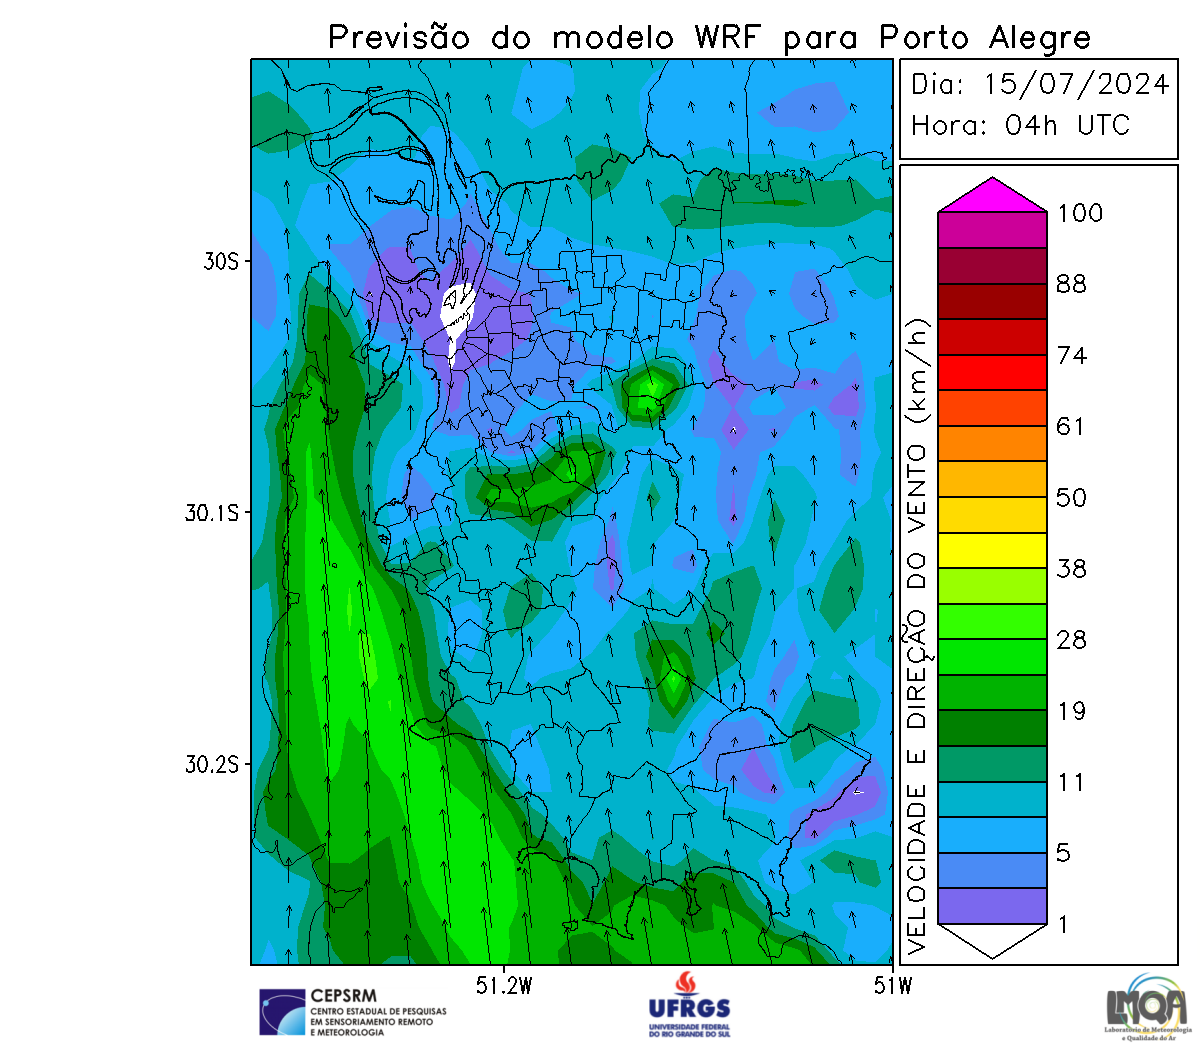 Previsão do modelo WRF para Porto Alegre
Dia: 15/07/2024
Hora: 04h UTC
30S
30.1S
30.2S
51.2W
51W
VELOCIDADE E DIREÇÃO DO VENTO (km/h)
100
88
74
61
50
38
28
19
11
5
1
CEPSRM
CENTRO ESTADUAL DE PESQUISAS
EM SENSORIAMENTO REMOTO
E METEOROLOGIA
UFRGS
UNIVERSIDADE FEDERAL
DO RIO GRANDE DO SUL
LMQA
Laboratório de Meteorologia
e Qualidade do Ar